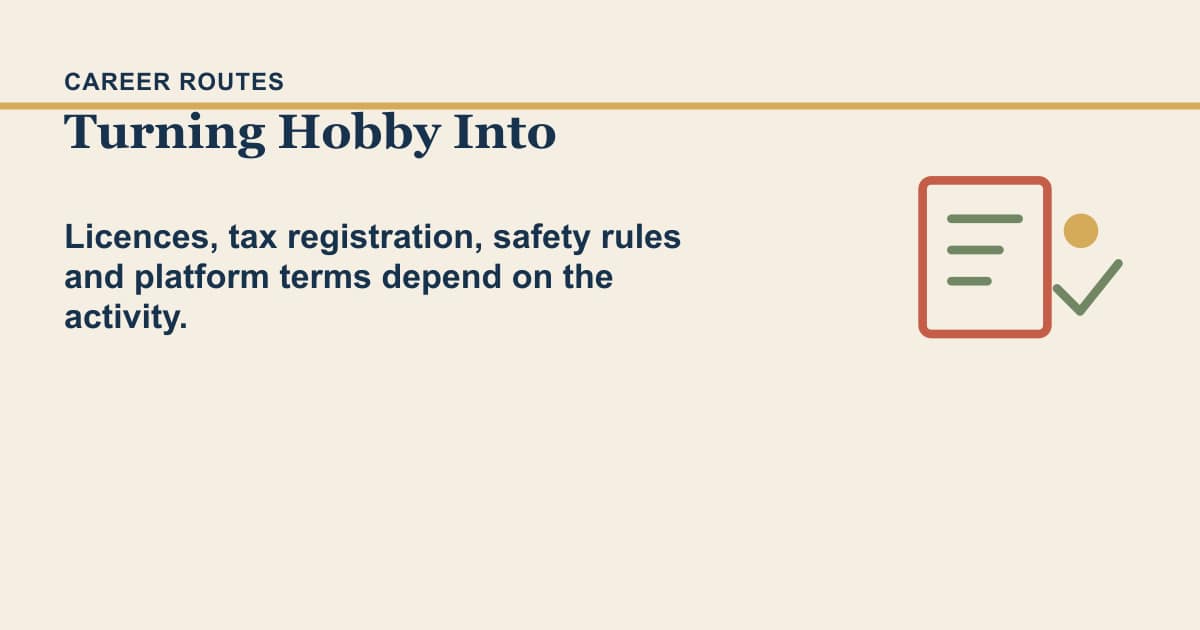 CAREER ROUTES
Turning Hobby Into
Licences, tax registration, safety rules
and platform terms depend on the
activity.